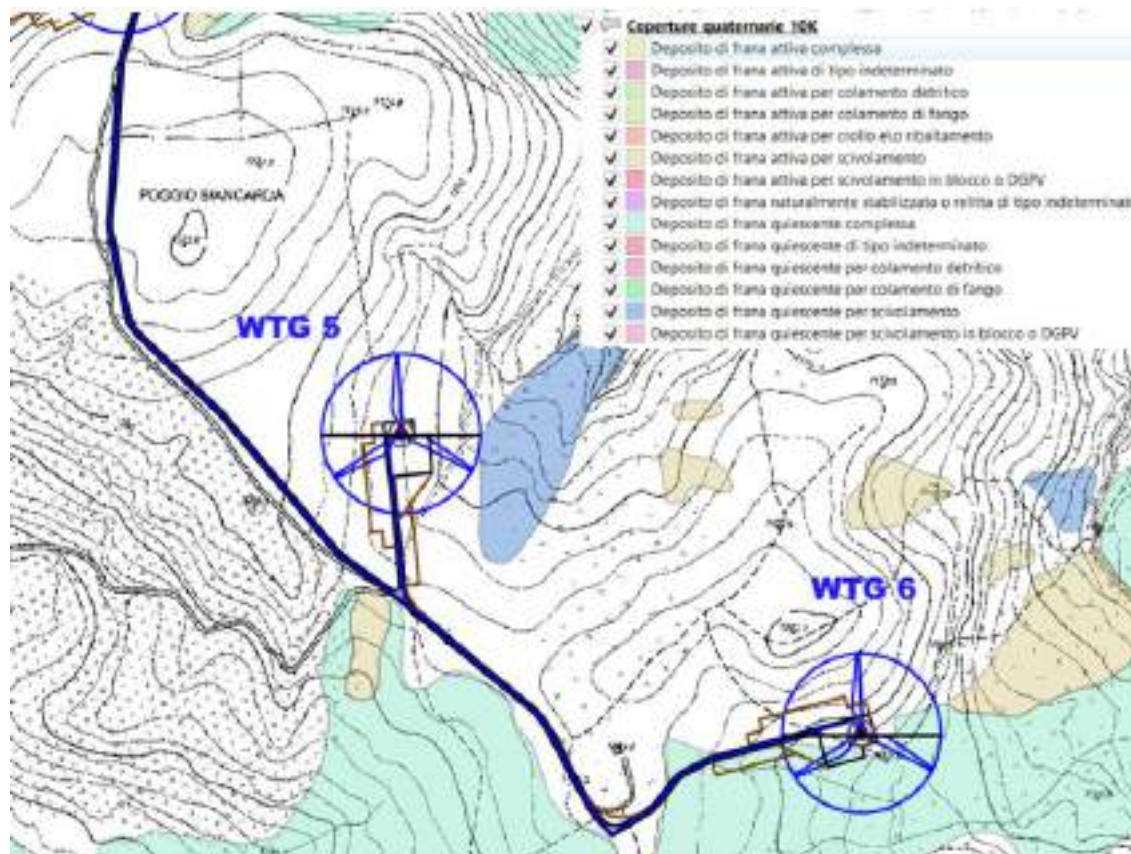 Coperture quaternarie 10K
Deposito di frana attiva complessa
Deposito di frana attiva di tipo indeterminato
Deposito di frana attiva per colamento detritico
Deposito di frana attiva per colamento di fango
Deposito di frana attiva per crollo e\o ribaltamento
Deposito di frana attiva per scivolamento
Deposito di frana attiva per scivolamento in blocco o DGPV
Deposito di frana naturalmente stabilizzata o relitta di tipo indeterminat
Deposito di frana quiescente complessa
Deposito di frana quiescente di tipo indeterminato
Deposito di frana quiescente per colamento detritico
Deposito di frana quiescente per colamento di fango
Deposito di frana quiescente per scivolamento
Deposito di frana quiescente per scivolamento in blocco o DGPV
POGGIO BIANCARDA
WTG 5
WTG 6